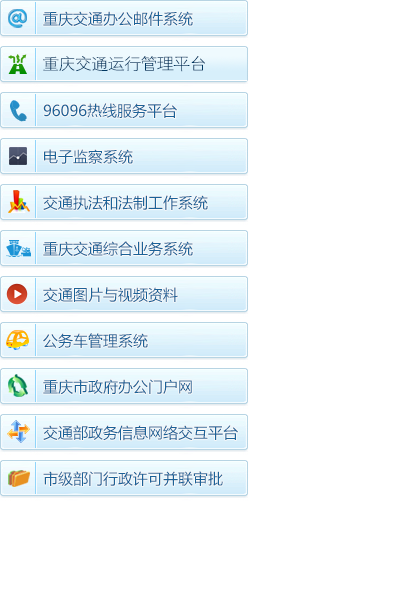 重庆交通办公邮件系统
重庆交通运行管理平台
96096热线服务平台
电子监察系统
交通执法和法制工作系统
重庆交通综合业务系统
交通图片与视频资料
公务车管理系统
重庆市政府办公门户网
交通部政务信息网络交互平台
市级部门行政许可并联审批